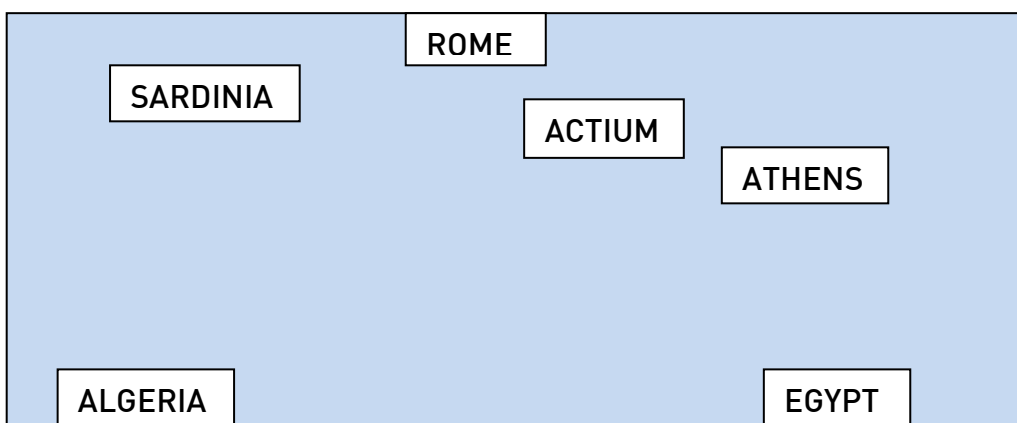 ROME
SARDINIA
ACTIUM
ATHENS
ALGERIA
EGYPT